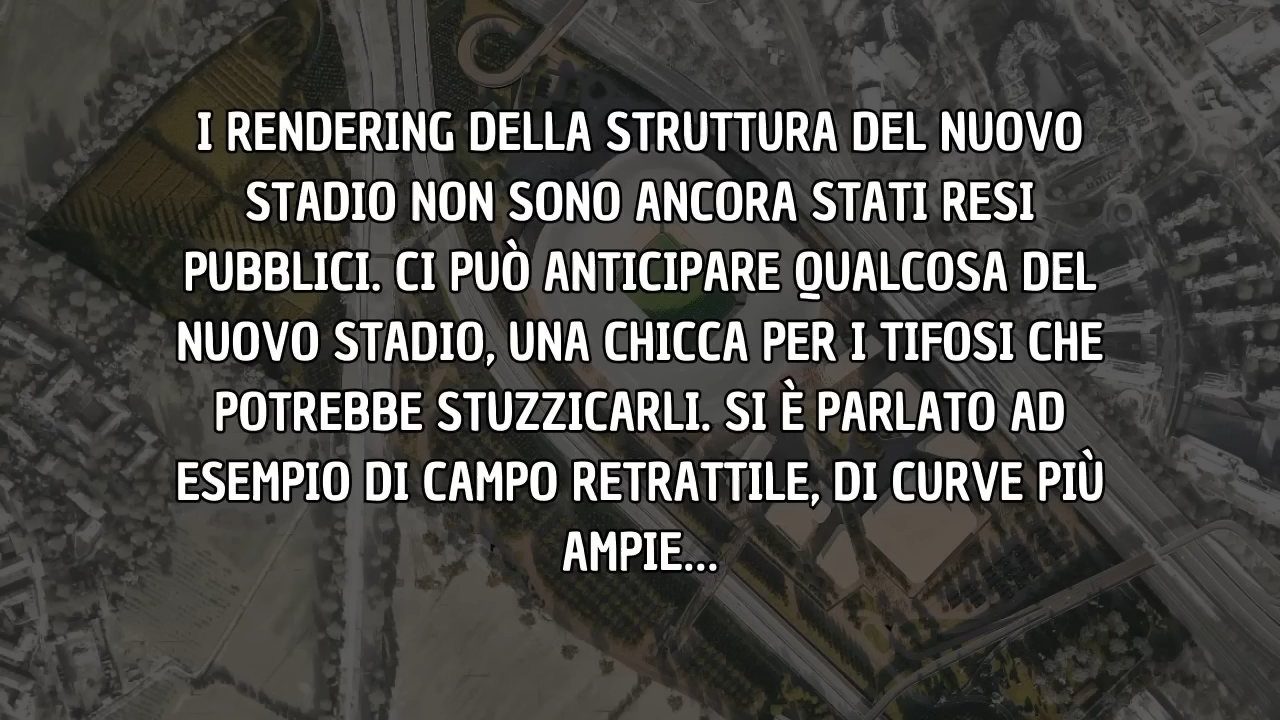 I RENDERING DELLA STRUTTURA DEL NUOVO
STADIO NON SONO ANCORA STATI RESI
PUBBLICI. CI PUÒ ANTICIPARE QUALCOSA DEL
NUOVO STADIO, UNA CHICCA PER I TIFOSI CHE
POTREBBE STUZZICARLI. SI È PARLATO AD
ESEMPIO DI CAMPO RETRATTILE, DI CURVE PIÙ
AMPIE...